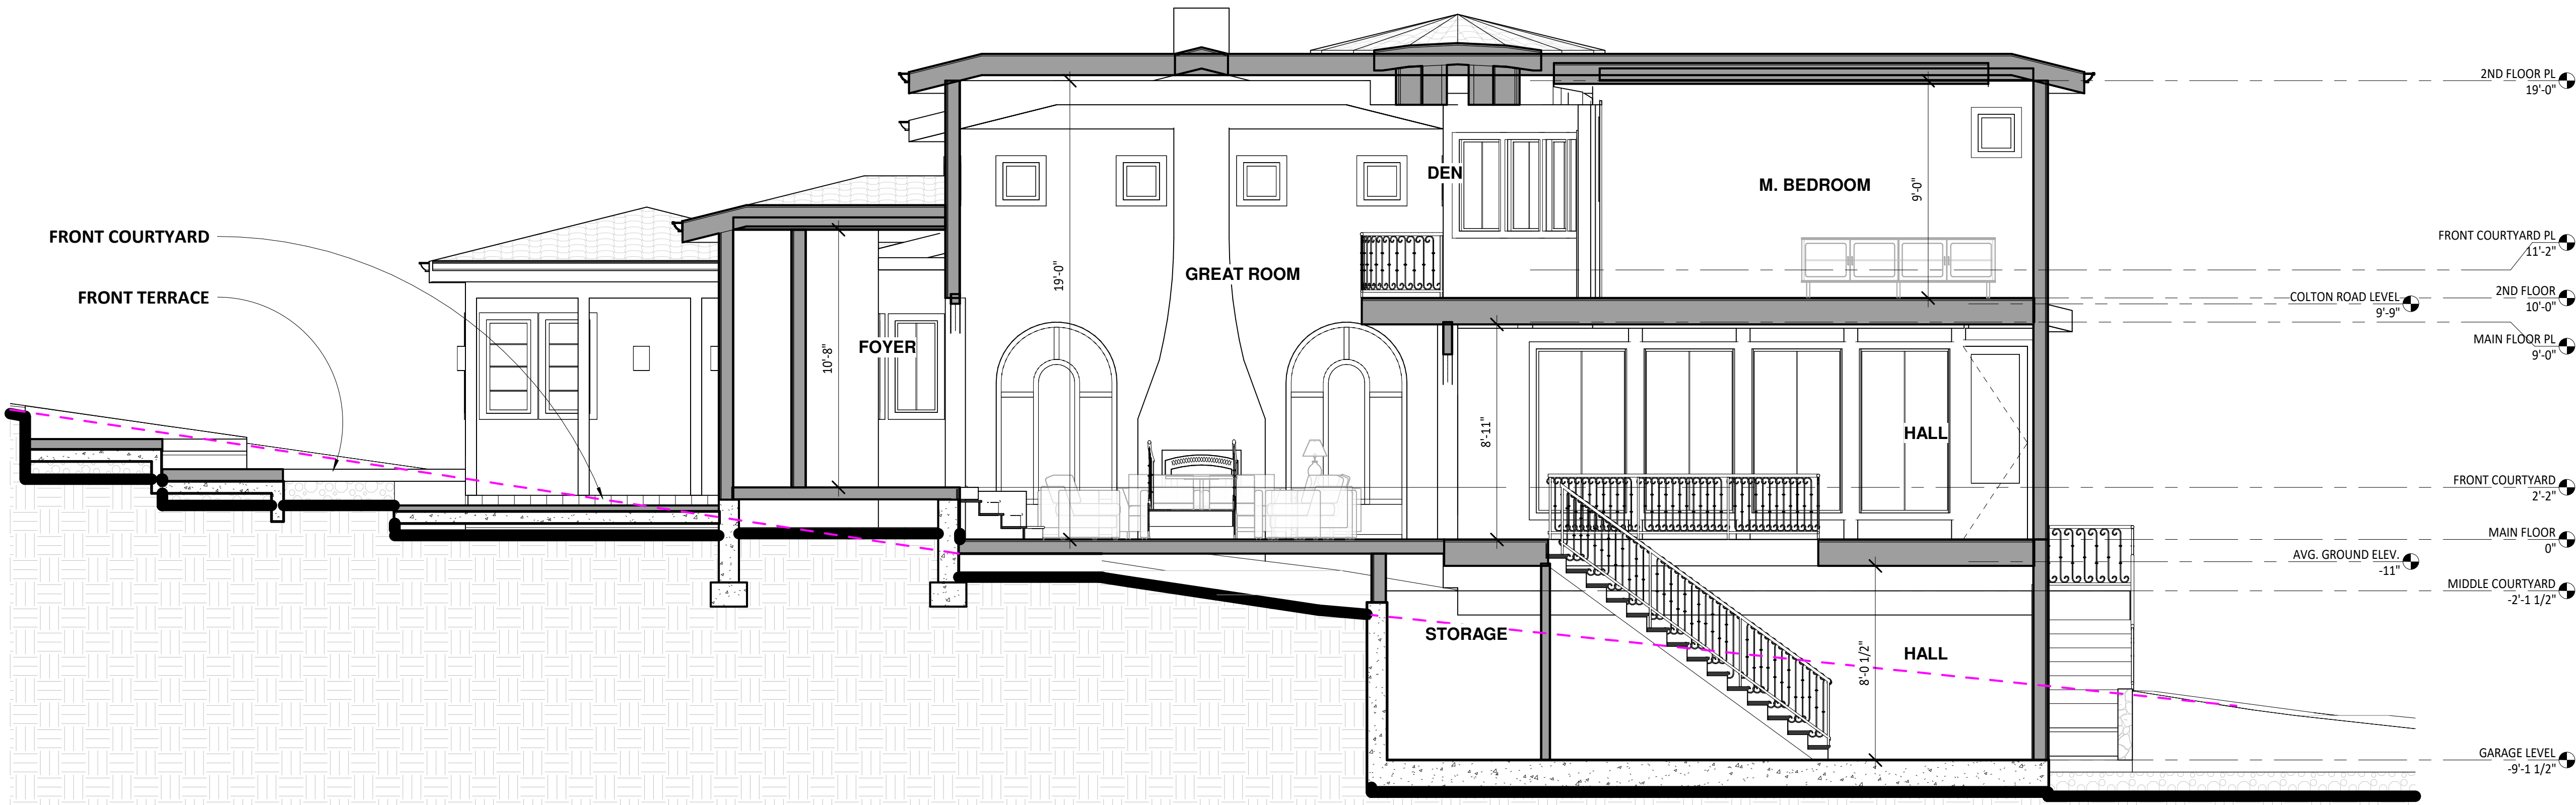 2ND FLOOR PL
19'-0"
DEN
M. BEDROOM
9'-0"
FRONT COURTYARD
FRONT COURTYARD PL
11'-2"
GREAT ROOM
19'-0"
FRONT TERRACE
2ND FLOOR
10'-0"
COLTON ROAD LEVEL
9'-9"
FOYER
10'-8"
MAIN FLOOR PL
9'-0"
8'-11"
HALL
FRONT COURTYARD
2'-2"
MAIN FLOOR
0"
AVG. GROUND ELEV.
-11"
MIDDLE COURTYARD
-2'-1 1/2"
STORAGE
8'-0 1/2"
HALL
GARAGE LEVEL
-9'-1 1/2"